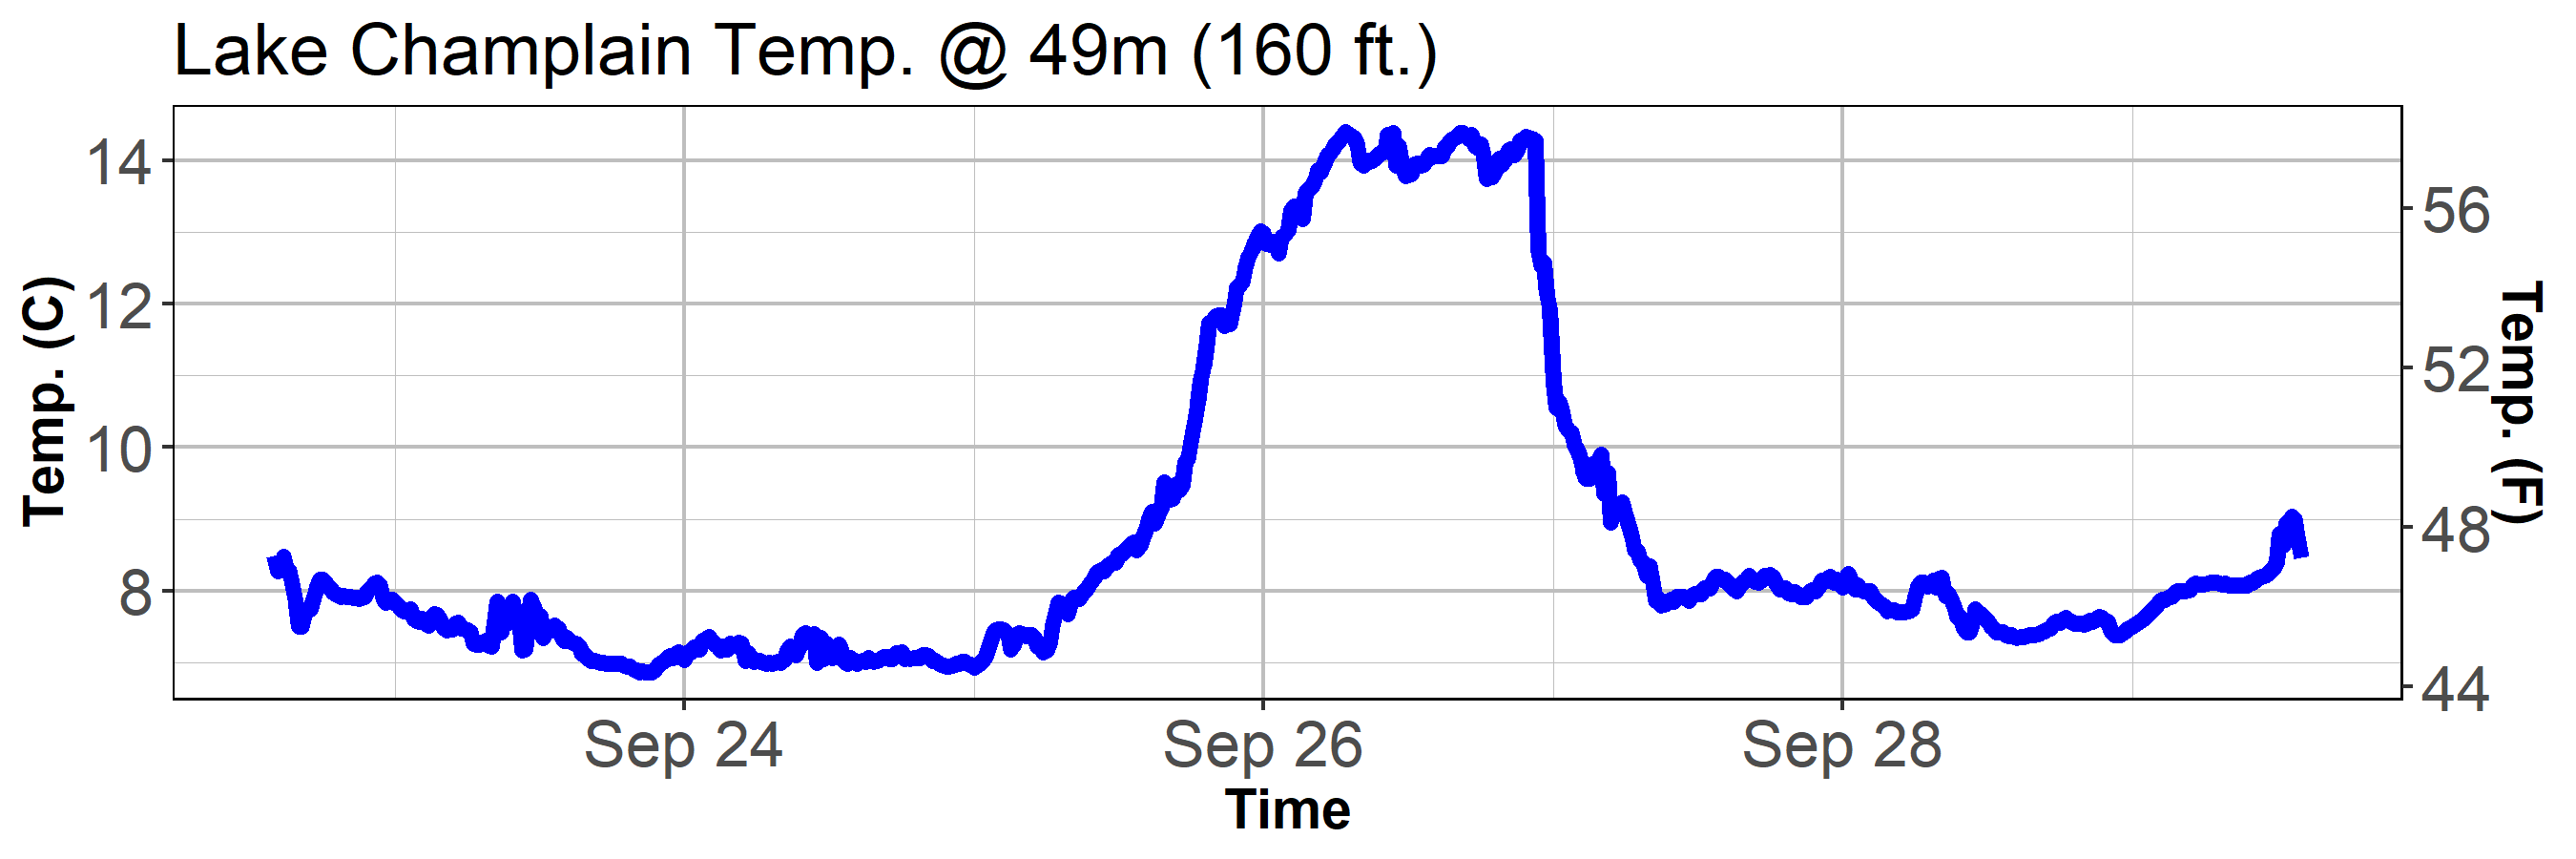 Lake Champlain Temp. @ 49m (160 ft.)
Temp. (C)
14
12
10
8
56
52
48
44
Temp. (F)
Sep 24
Sep 26
Sep 28
Time